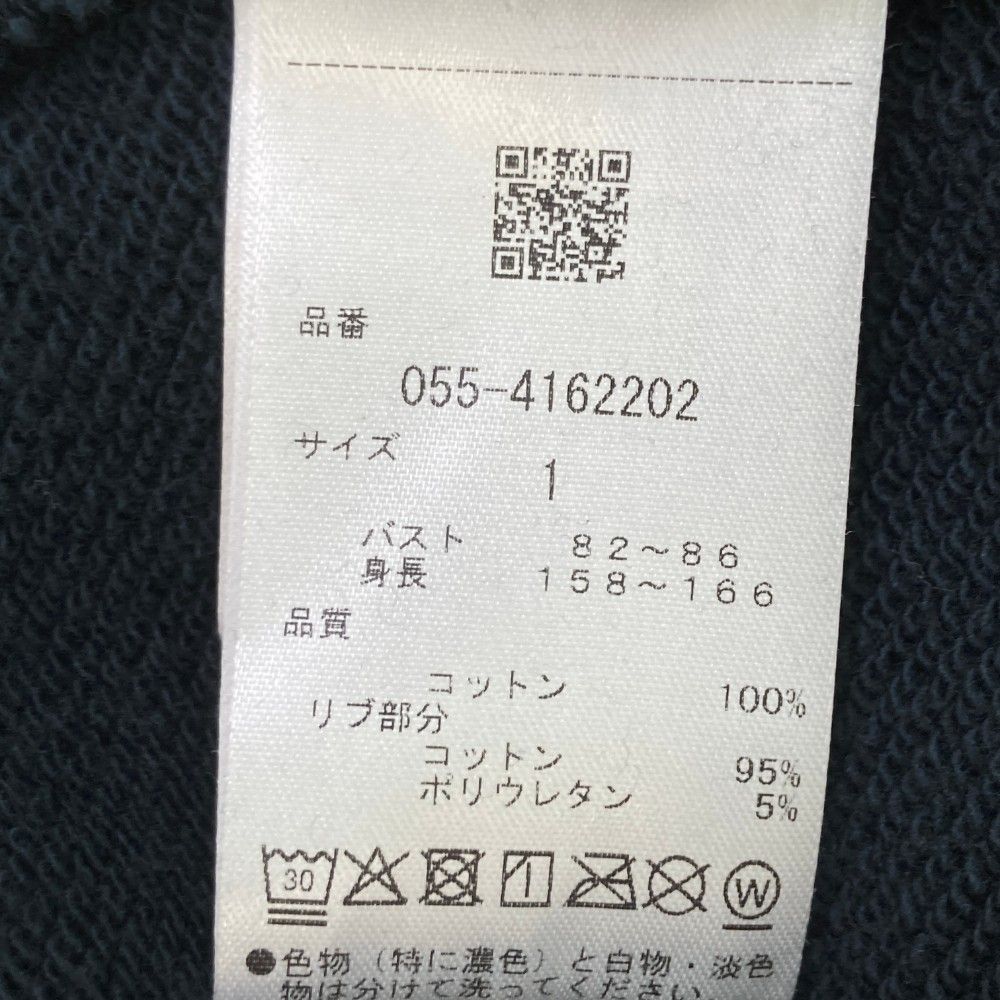 品番
055-4162202
サイズ
1
バスト 82～86
身長 158～166
品質
コットン 100%
リブ部分
コットン 95%
ポリウレタン 5%
30 W
●色物（特に濃色）と白物・淡色
物は分けて洗ってください